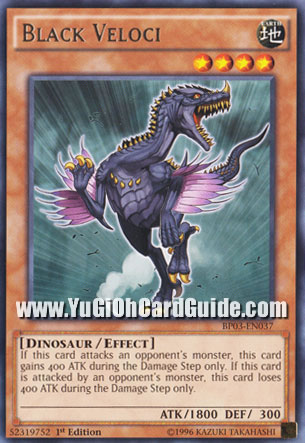 BLACK VELOCI
EARTH
地
www.YuGiOhCardGuide.com
BP03-EN037
[DINOSAUR / EFFECT]
If this card attacks an opponent's monster, this card
gains 400 ATK during the Damage Step only. If this card
is attacked by an opponent's monster, this card loses
400 ATK during the Damage Step only.
ATK/1800 DEF/ 300
52319752 1st Edition ©1996 KAZUKI TAKAHASHI